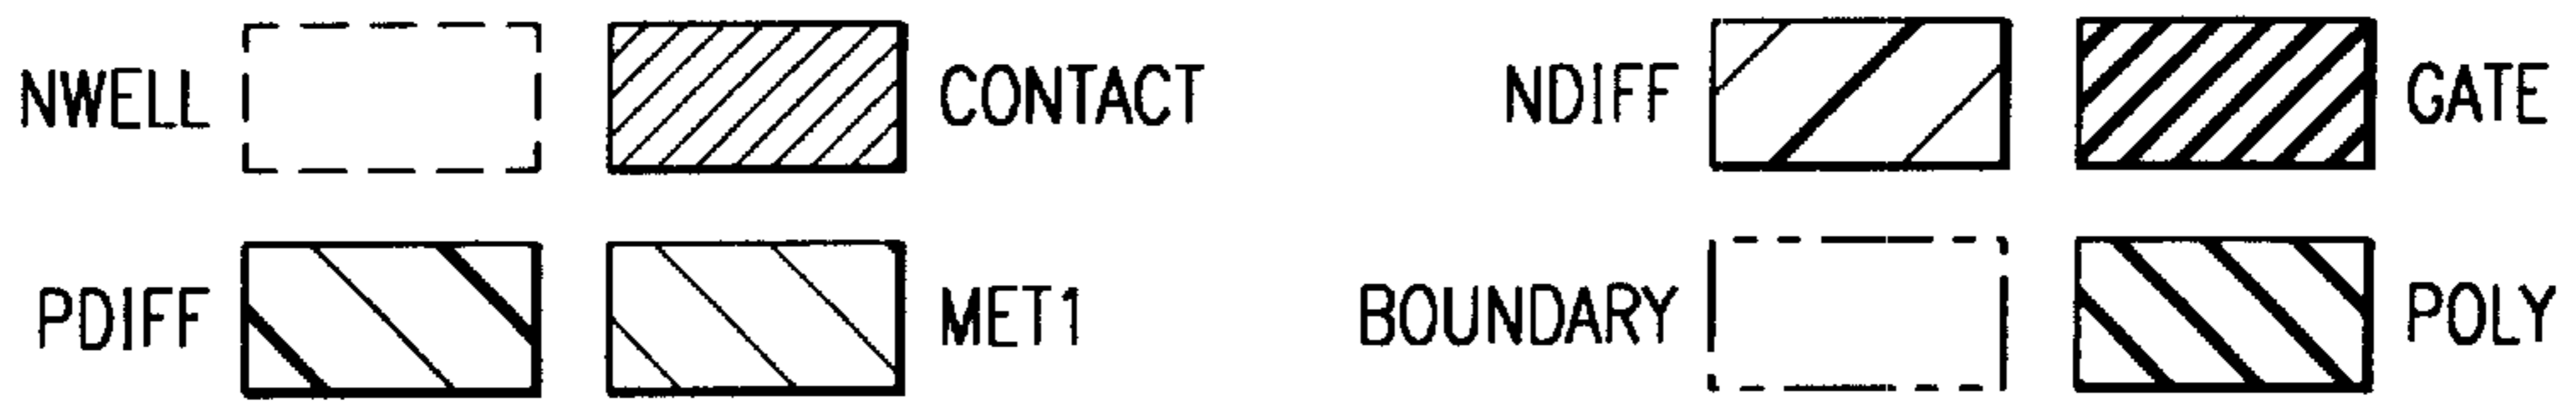 NWELL CONTACT NDIFF GATE
PDIFF MET1 BOUNDARY POLY